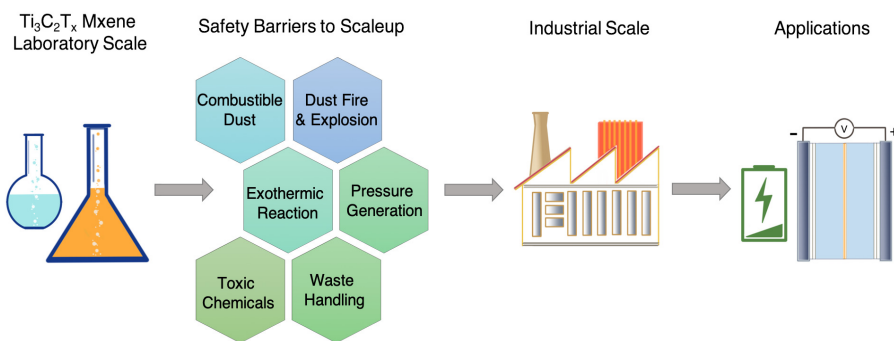 Ti₃C₂Tₓ Mxene
Laboratory Scale
Safety Barriers to Scaleup
Industrial Scale
Applications
Combustible
Dust
Dust Fire
& Explosion
Exothermic
Reaction
Pressure
Generation
Toxic
Chemicals
Waste
Handling
– V +